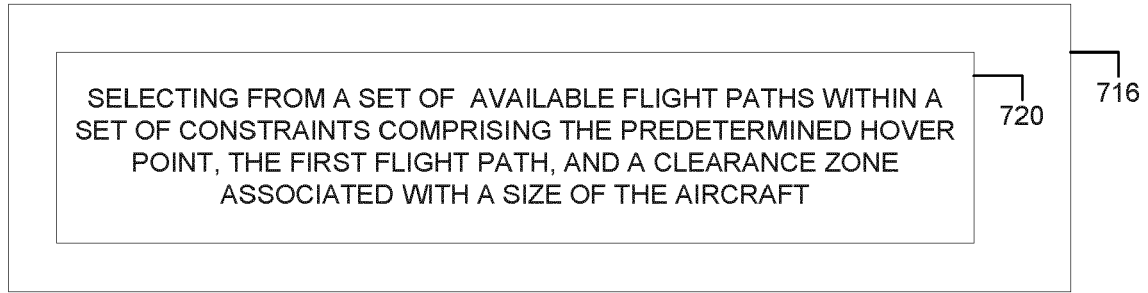 SELECTING FROM A SET OF AVAILABLE FLIGHT PATHS WITHIN A
SET OF CONSTRAINTS COMPRISING THE PREDETERMINED HOVER
POINT, THE FIRST FLIGHT PATH, AND A CLEARANCE ZONE
ASSOCIATED WITH A SIZE OF THE AIRCRAFT
720
716